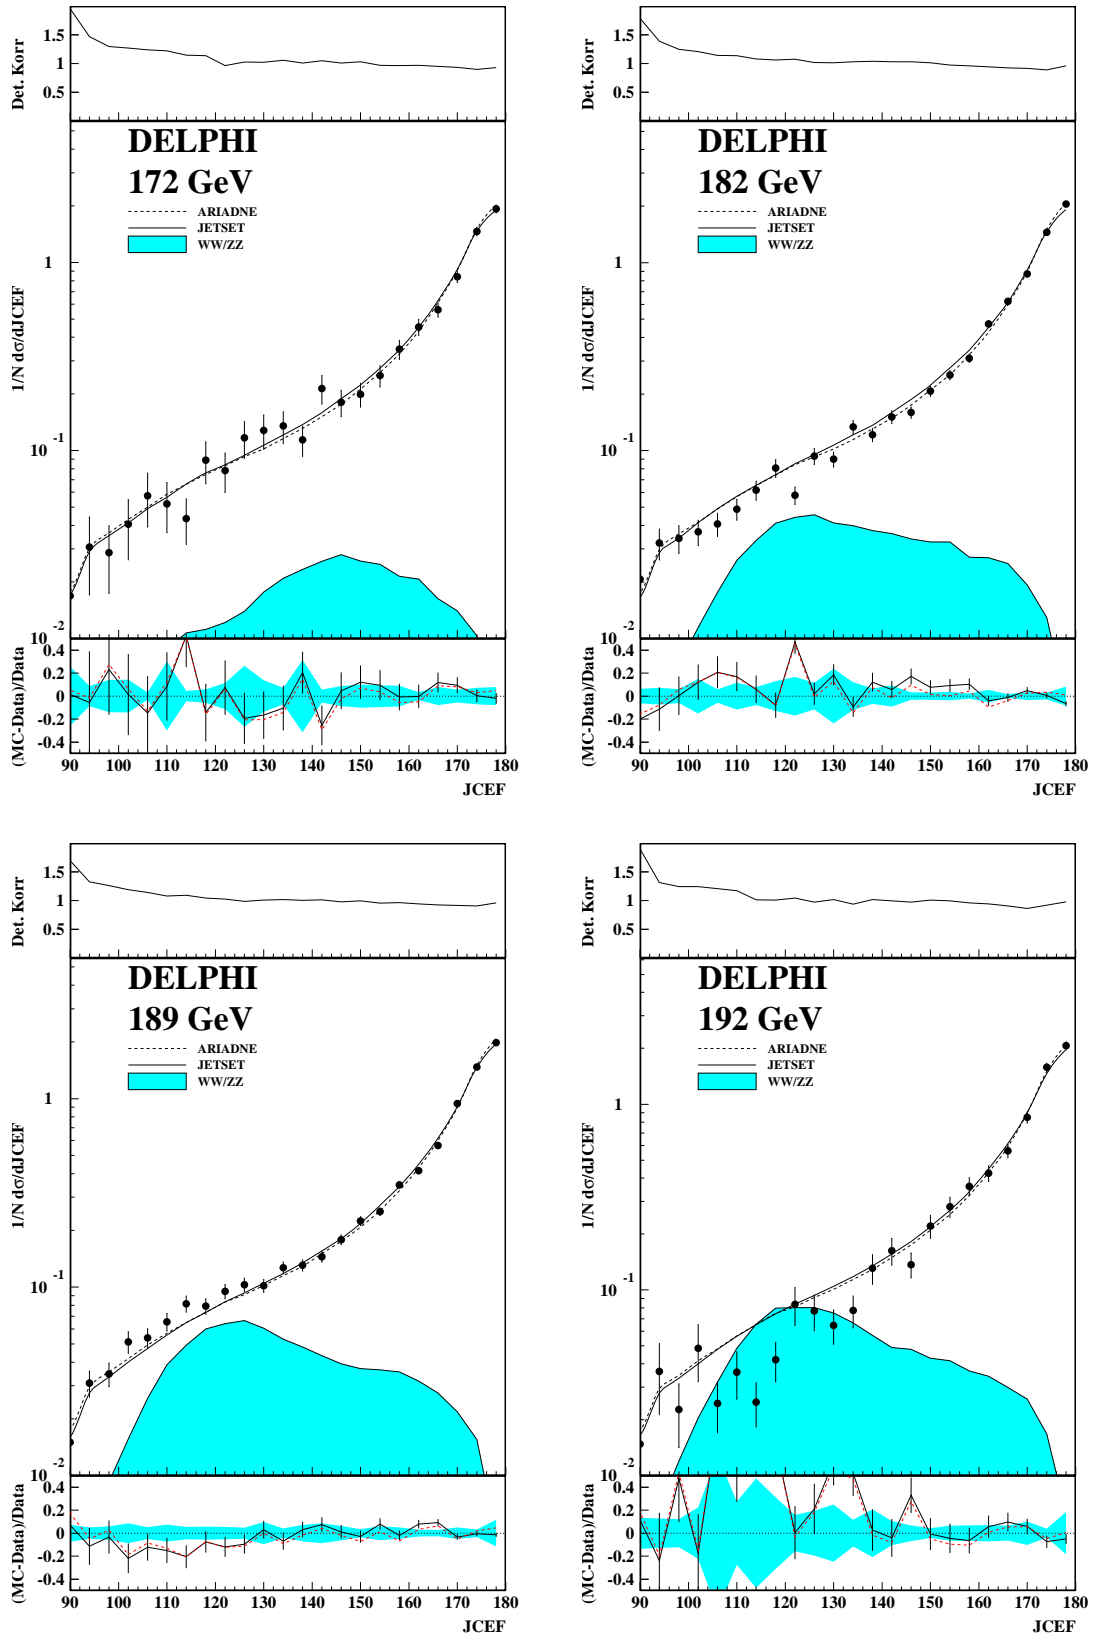 Det. Korr
1.5
1
0.5
DELPHI
172 GeV
ARIADNE
JETSET
WW/ZZ
1/N dσ/dJCEF
1
10 -1
10 -2
(MC-Data)/Data
0.4
0.2
0
-0.2
-0.4
90 100 110 120 130 140 150 160 170 180
JCEF
Det. Korr
1.5
1
0.5
DELPHI
182 GeV
ARIADNE
JETSET
WW/ZZ
1/N dσ/dJCEF
1
10 -1
10 -2
(MC-Data)/Data
0.4
0.2
0
-0.2
-0.4
90 100 110 120 130 140 150 160 170 180
JCEF
Det. Korr
1.5
1
0.5
DELPHI
189 GeV
ARIADNE
JETSET
WW/ZZ
1/N dσ/dJCEF
1
10 -1
10 -2
(MC-Data)/Data
0.4
0.2
0
-0.2
-0.4
90 100 110 120 130 140 150 160 170 180
JCEF
Det. Korr
1.5
1
0.5
DELPHI
192 GeV
ARIADNE
JETSET
WW/ZZ
1/N dσ/dJCEF
1
10 -1
10 -2
(MC-Data)/Data
0.4
0.2
0
-0.2
-0.4
90 100 110 120 130 140 150 160 170 180
JCEF